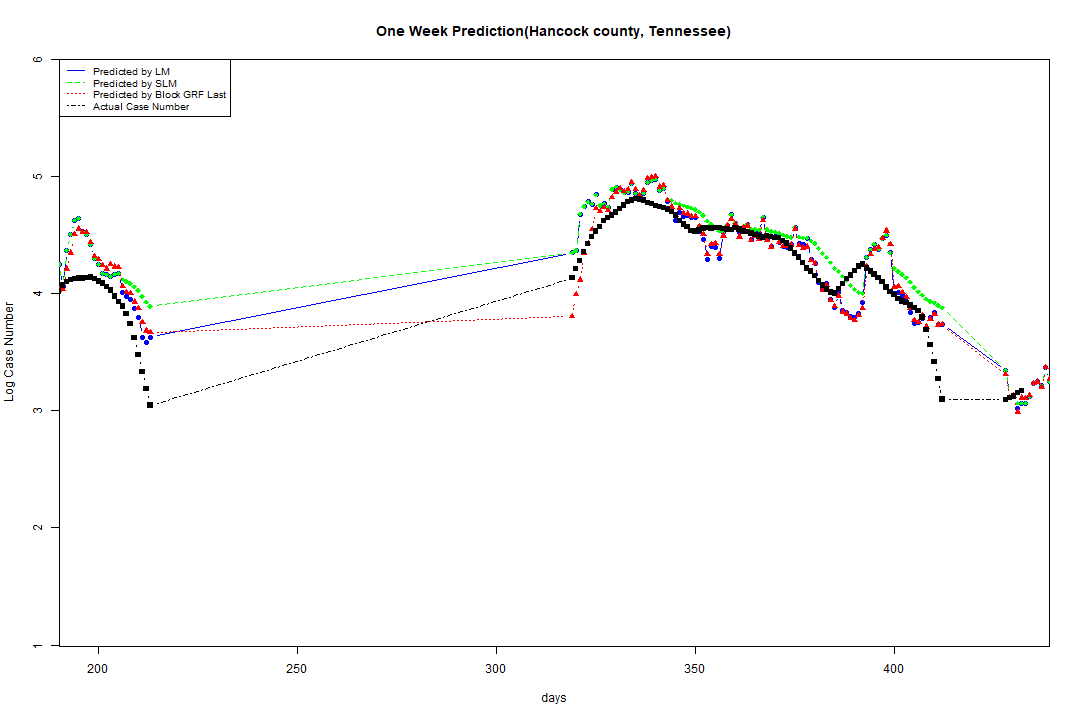 One Week Prediction(Hancock county, Tennessee)
Predicted by LM
Predicted by SLM
Predicted by Block GRF Last
Actual Case Number
6
5
4
3
2
1
Log Case Number
200 250 300 350 400
days